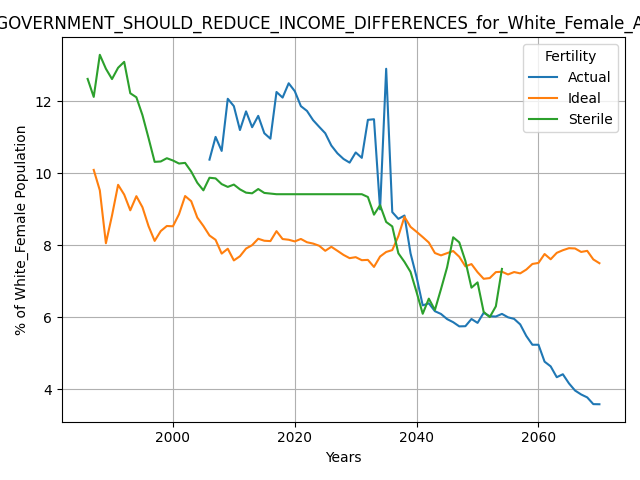 GOVERNMENT_SHOULD_REDUCE_INCOME_DIFFERENCES_for_White_Female_A
Fertility
Actual
Ideal
Sterile
% of White_Female Population
12
10
8
6
4
2000
2020
2040
2060
Years